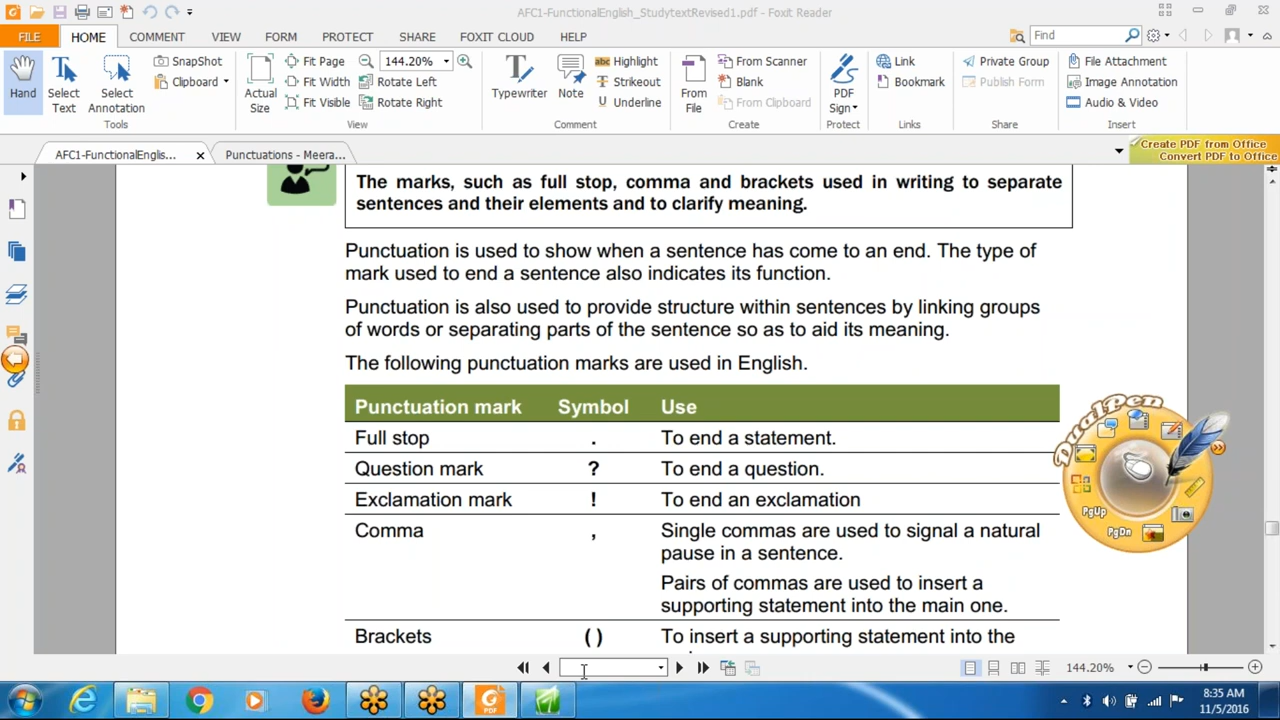 AFC1-FunctionalEnglish_StudytextRevised1.pdf - Foxit Reader
FILE HOME COMMENT VIEW FORM PROTECT SHARE FOXIT CLOUD HELP Find
Hand
Select Text
Select Annotation
SnapShot
Clipboard
Tools
Actual Size
Fit Page
Fit Width
Fit Visible
144.20%
Rotate Left
Rotate Right
View
Typewriter
Note
Highlight
Strikeout
Underline
Comment
From File
From Scanner
Blank
From Clipboard
Create
PDF Sign
Protect
Link
Bookmark
Links
Private Group
Publish Form
Share
File Attachment
Image Annotation
Audio & Video
Insert
AFC1-FunctionalEnglis... Punctuations - Meera...
Create PDF from Office
Convert PDF to Office
The marks, such as full stop, comma and brackets used in writing to separate
sentences and their elements and to clarify meaning.
Punctuation is used to show when a sentence has come to an end. The type of
mark used to end a sentence also indicates its function.
Punctuation is also used to provide structure within sentences by linking groups
of words or separating parts of the sentence so as to aid its meaning.
The following punctuation marks are used in English.
Punctuation mark Symbol Use
Full stop . To end a statement.
Question mark ? To end a question.
Exclamation mark ! To end an exclamation
Comma , Single commas are used to signal a natural
pause in a sentence.
Pairs of commas are used to insert a
supporting statement into the main one.
Brackets ( ) To insert a supporting statement into the
DualPen
PgUp
PgDn
144.20%
PDF
8:35 AM
11/5/2016